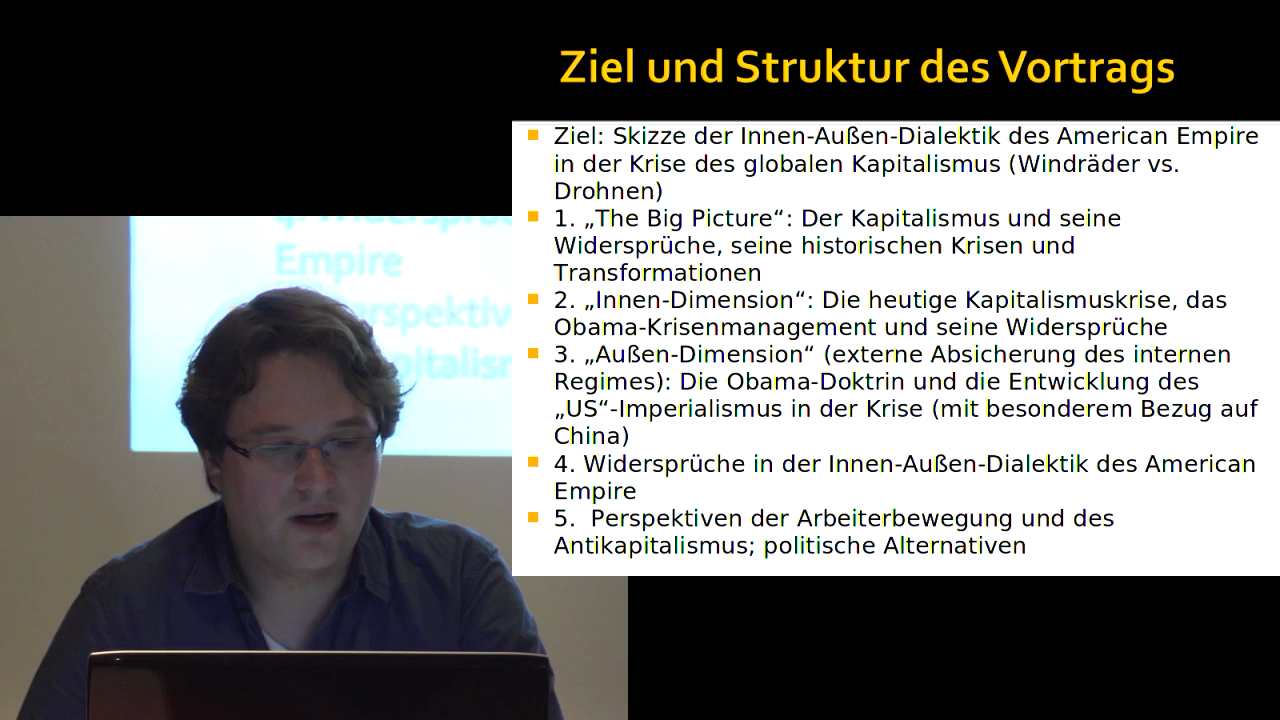 Ziel und Struktur des Vortrags
Ziel: Skizze der Innen-Außen-Dialektik des American Empire
in der Krise des globalen Kapitalismus (Windräder vs.
Drohnen)
1. „The Big Picture“: Der Kapitalismus und seine
Widersprüche, seine historischen Krisen und
Transformationen
2. „Innen-Dimension“: Die heutige Kapitalismuskrise, das
Obama-Krisenmanagement und seine Widersprüche
3. „Außen-Dimension“ (externe Absicherung des internen
Regimes): Die Obama-Doktrin und die Entwicklung des
„US“-Imperialismus in der Krise (mit besonderem Bezug auf
China)
4. Widersprüche in der Innen-Außen-Dialektik des American
Empire
5.  Perspektiven der Arbeiterbewegung und des
Antikapitalismus; politische Alternativen
Empire